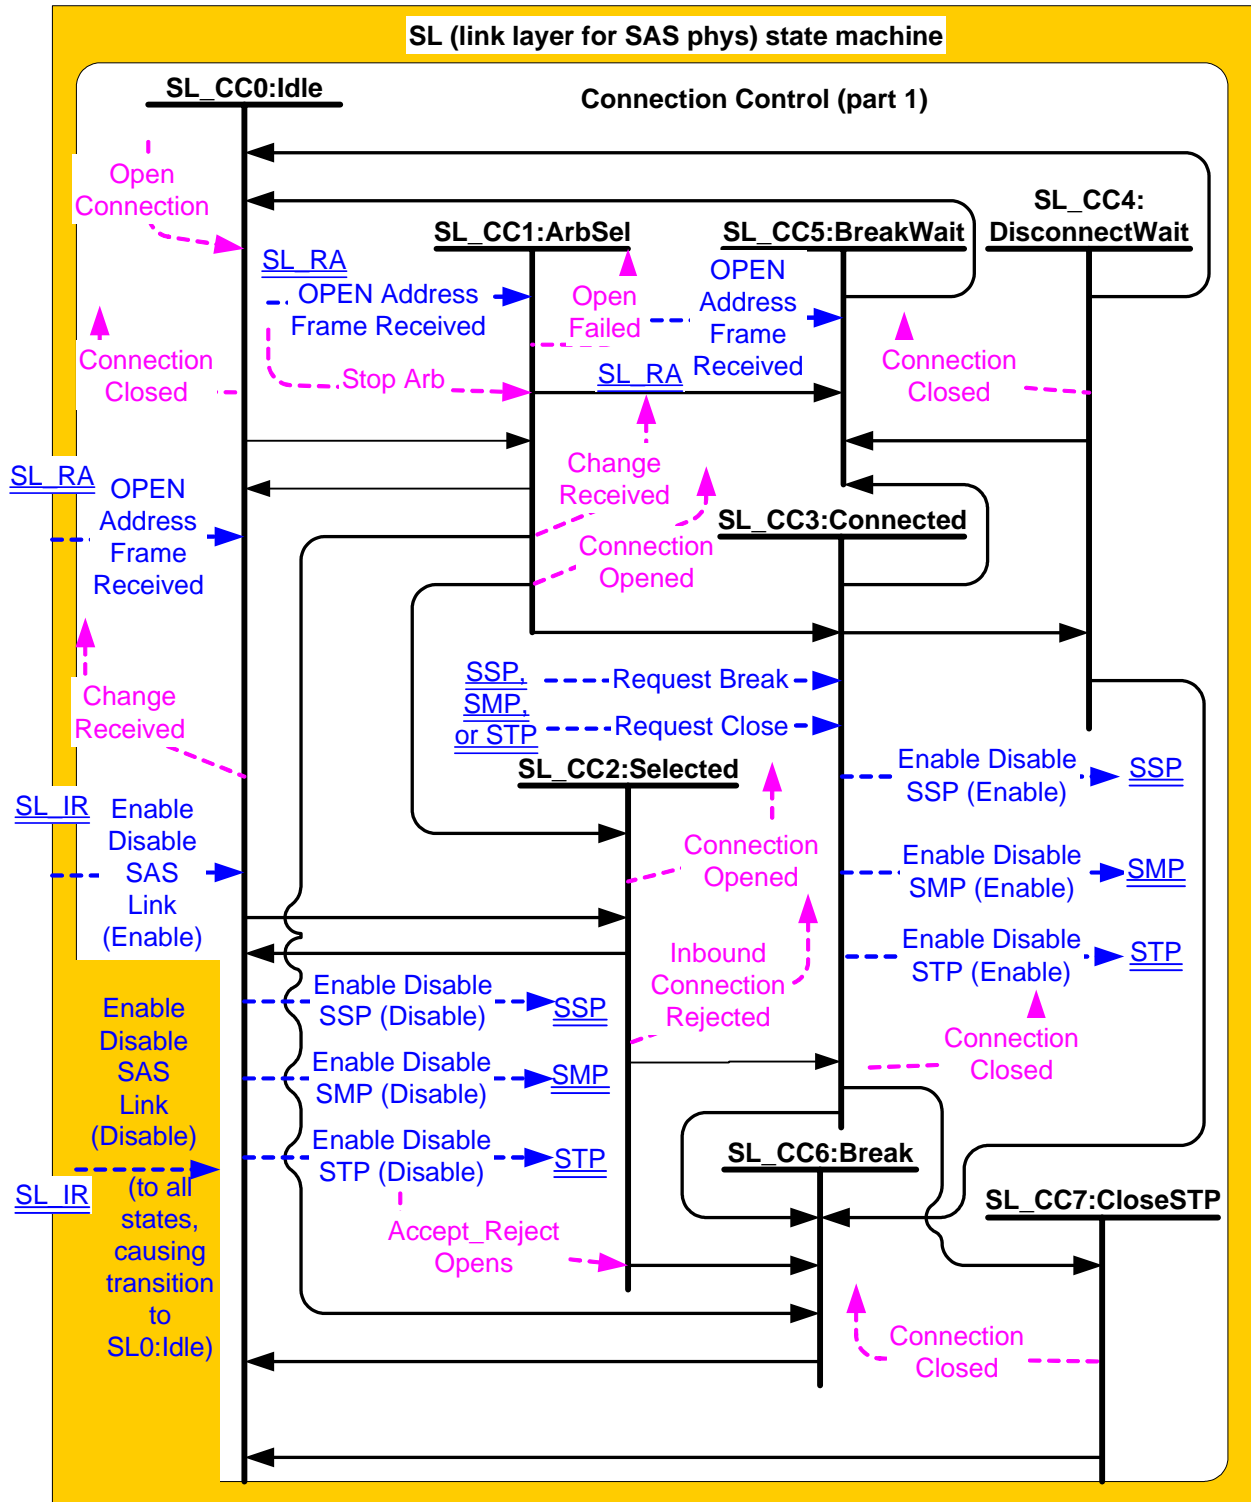 SL (link layer for SAS phys) state machine
SL_CC0:Idle
Connection Control (part 1)
Open
Connection
SL_CC4:
DisconnectWait
SL_CC1:ArbSel
SL_CC5:BreakWait
SL_RA
OPEN Address
Frame Received
Open
Failed
OPEN
Address
Frame
Received
Connection
Closed
Connection
Closed
Stop Arb
SL_RA
Change
Received
SL_RA
OPEN
Address
Frame
Received
SL_CC3:Connected
Connection
Opened
SSP,
SMP,
or STP
Request Break
Request Close
Change
Received
SL_CC2:Selected
Enable Disable
SSP (Enable)
SSP
SL_IR
Enable
Disable
SAS
Link
(Enable)
Connection
Opened
Enable Disable
SMP (Enable)
SMP
Inbound
Connection
Rejected
Enable Disable
STP (Enable)
STP
Enable Disable
SSP (Disable)
SSP
Enable
Disable
SAS
Link
(Disable)
Connection
Closed
Enable Disable
SMP (Disable)
SMP
Enable Disable
STP (Disable)
STP
SL_CC6:Break
SL_IR
(to all
states,
causing
transition
to
SL0:Idle)
SL_CC7:CloseSTP
Accept_Reject
Opens
Connection
Closed